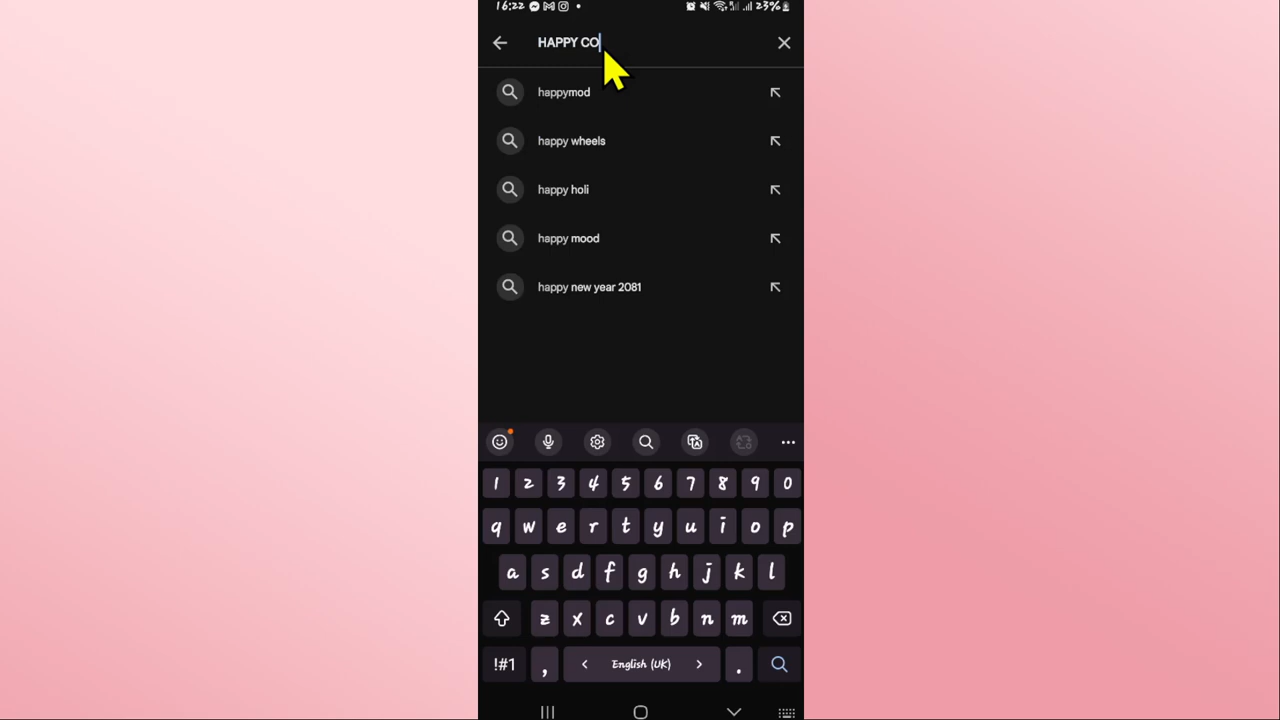 16:22 23%
HAPPY CO
happymod
happy wheels
happy holi
happy mood
happy new year 2081
1 2 3 4 5 6 7 8 9 0
q w e r t y u i o p
a s d f g h j k l
z x c v b n m
!#1 , < English (UK) > .